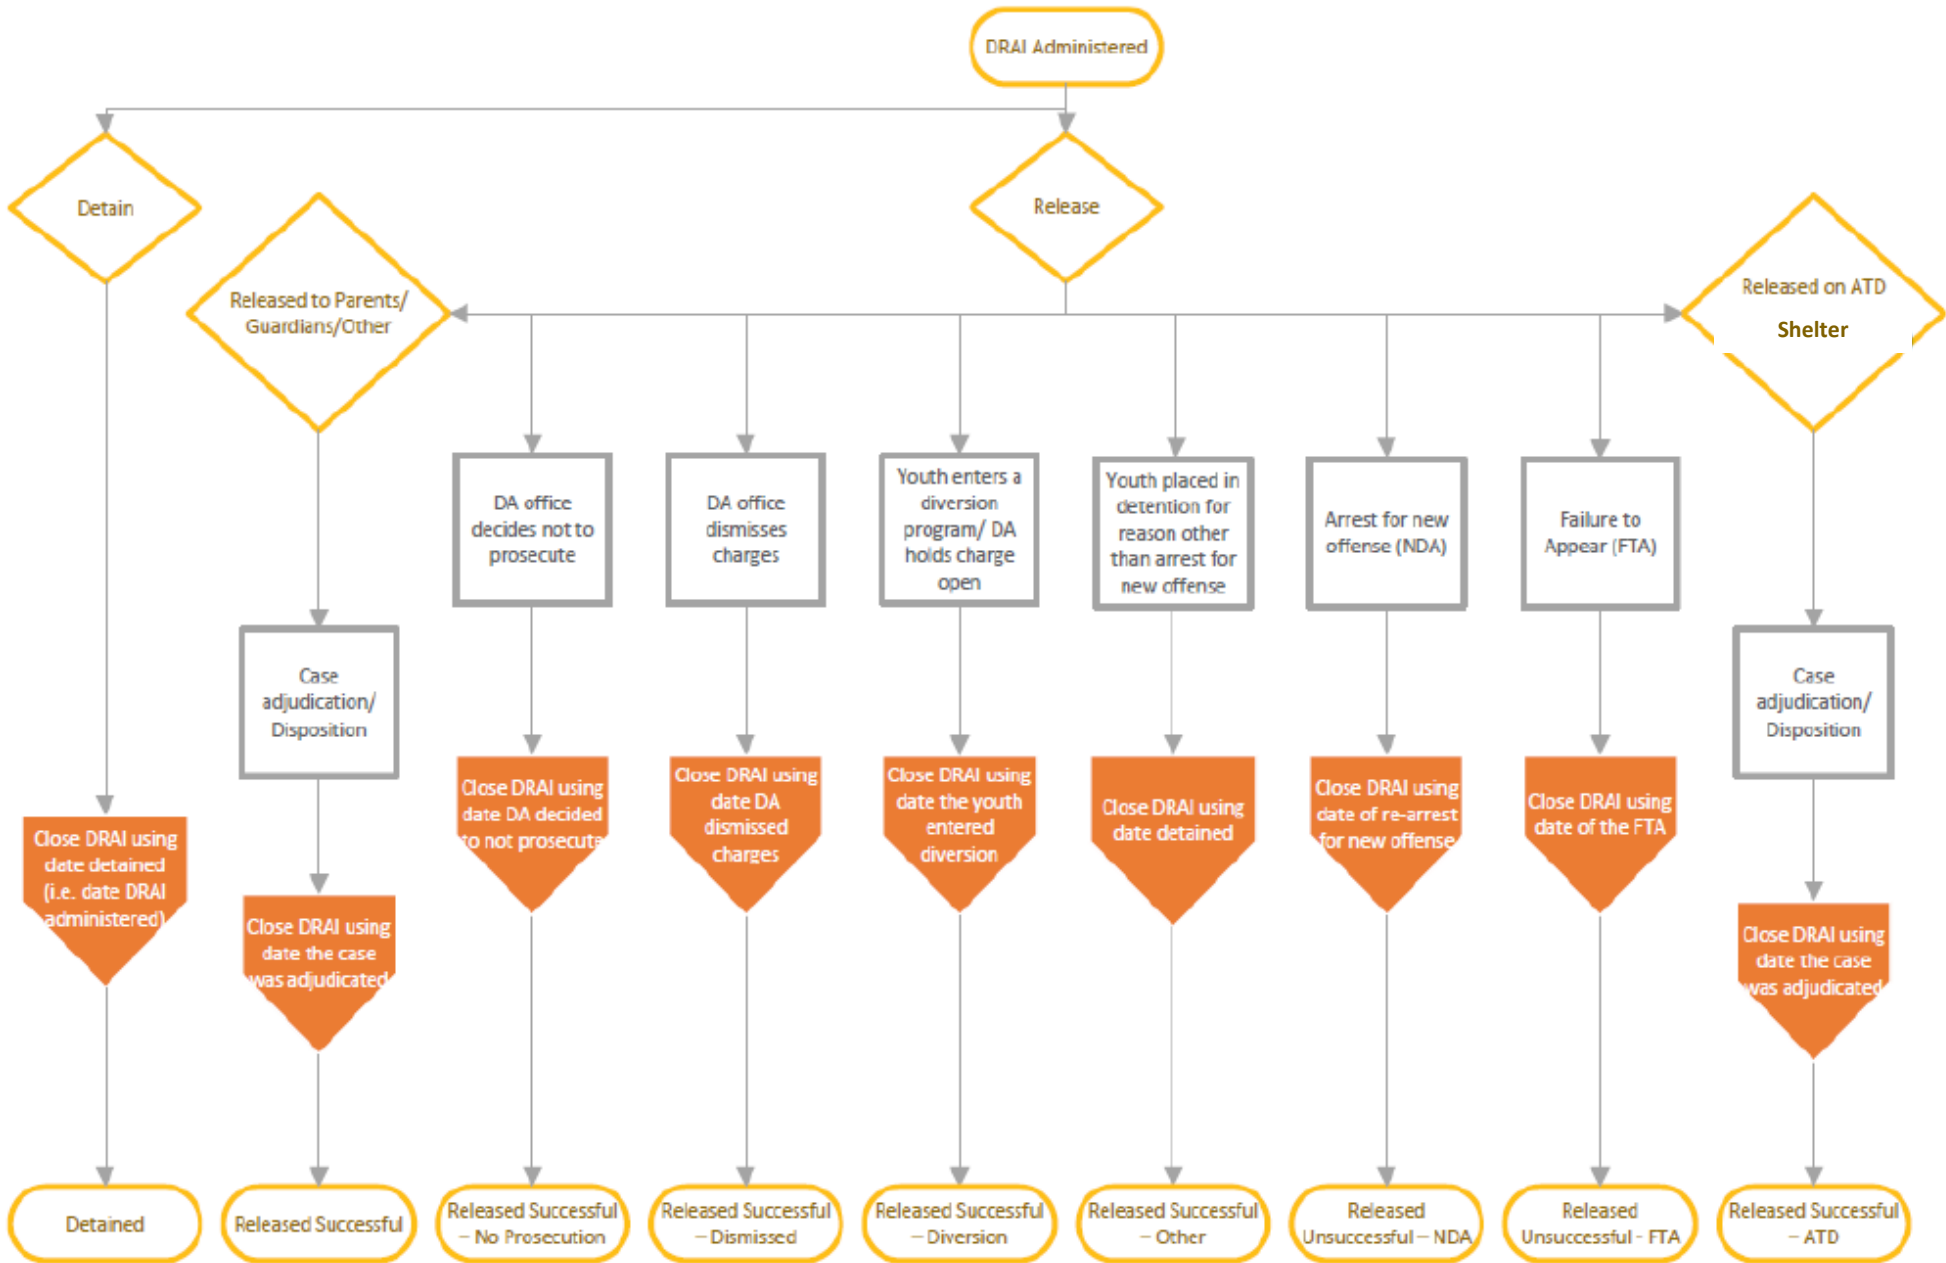 DRAI Administered
Detain
Release
Released to Parents/
Guardians/Other
Released on ATD
Shelter
DA office
decides not to
prosecute
DA office
dismisses
charges
Youth enters a
diversion
program/ DA
holds charge
open
Youth placed in
detention for
reason other
than arrest for
new offense
Arrest for new
offense (NDA)
Failure to
Appear (FTA)
Case
adjudication/
Disposition
Case
adjudication/
Disposition
Close DRAI using
date detained
(i.e. date DRAI
administered)
Close DRAI using
date the case
was adjudicated
Close DRAI using
date DA decided
to not prosecute
Close DRAI using
date DA
dismissed
charges
Close DRAI using
date the youth
entered
diversion
Close DRAI using
date detained
Close DRAI using
date of re-arrest
for new offense
Close DRAI using
date of the FTA
Close DRAI using
date the case
was adjudicated
Detained
Released Successful
Released Successful
– No Prosecution
Released Successful
– Dismissed
Released Successful
– Diversion
Released Successful
– Other
Released
Unsuccessful – NDA
Released
Unsuccessful - FTA
Released Successful
– ATD